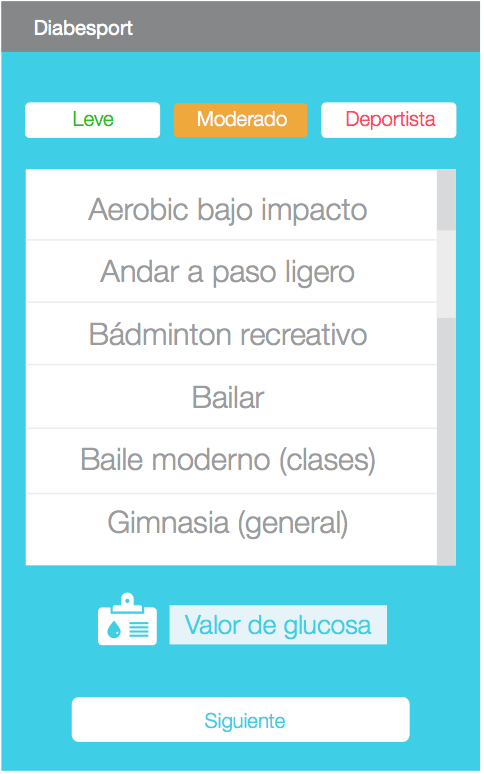 Diabesport
Leve Moderado Deportista
Aerobic bajo impacto
Andar a paso ligero
Bádminton recreativo
Bailar
Baile moderno (clases)
Gimnasia (general)
Valor de glucosa
Siguiente